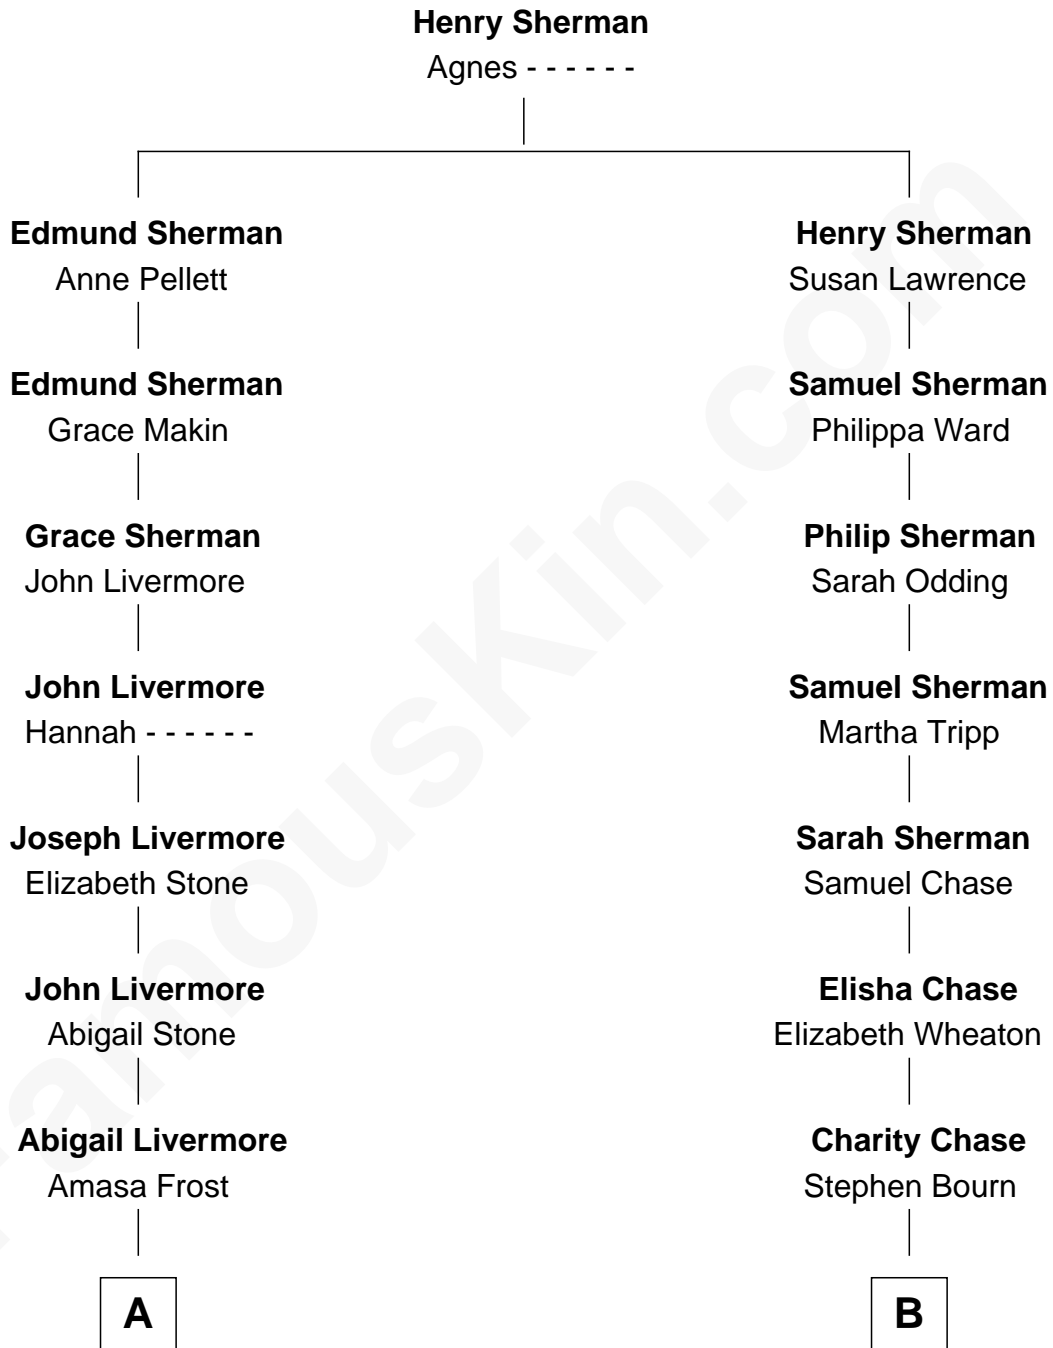 Henry Sherman
Agnes - - - - - -
Edmund Sherman
Anne Pellett
Henry Sherman
Susan Lawrence
Edmund Sherman
Grace Makin
Samuel Sherman
Philippa Ward
Grace Sherman
John Livermore
Philip Sherman
Sarah Odding
John Livermore
Hannah - - - - - -
Samuel Sherman
Martha Tripp
Joseph Livermore
Elizabeth Stone
Sarah Sherman
Samuel Chase
John Livermore
Abigail Stone
Elisha Chase
Elizabeth Wheaton
Abigail Livermore
Amasa Frost
Charity Chase
Stephen Bourn
A
B
FamousKin.com